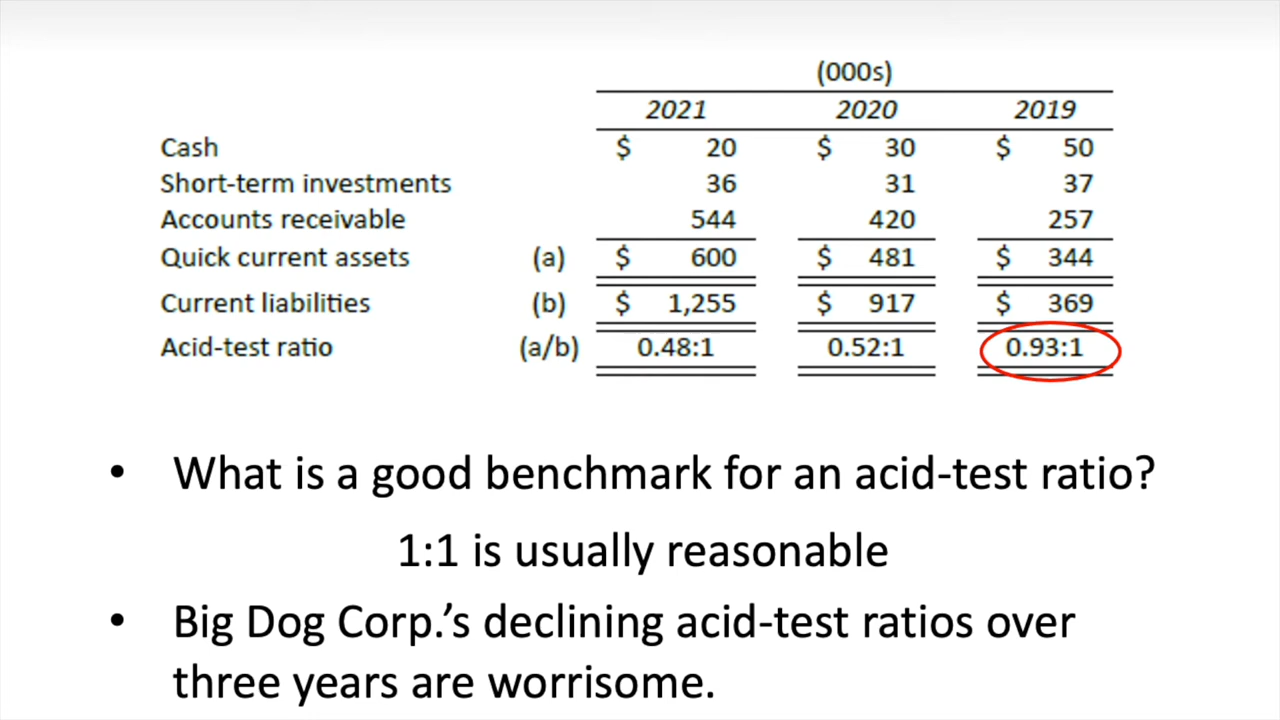 (000s)
2021 2020 2019
Cash $ 20 $ 30 $ 50
Short-term investments 36 31 37
Accounts receivable 544 420 257
Quick current assets (a) $ 600 $ 481 $ 344
Current liabilities (b) $ 1,255 $ 917 $ 369
Acid-test ratio (a/b) 0.48:1 0.52:1 0.93:1
• What is a good benchmark for an acid-test ratio?
1:1 is usually reasonable
• Big Dog Corp.’s declining acid-test ratios over
three years are worrisome.